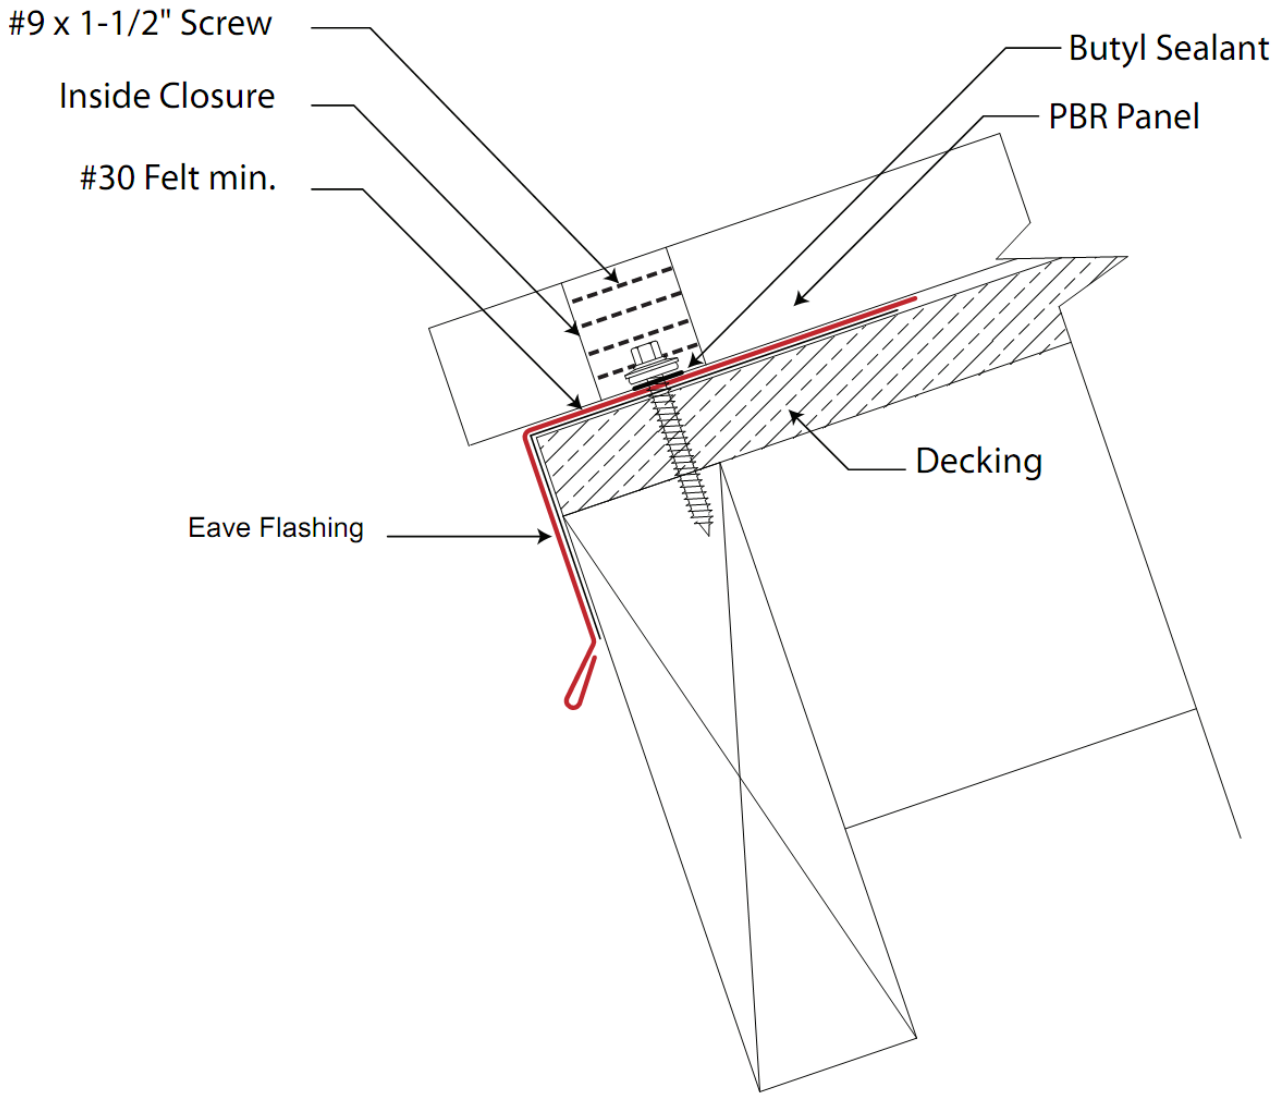 #9 x 1-1/2" Screw
Butyl Sealant
Inside Closure
PBR Panel
#30 Felt min.
Decking
Eave Flashing